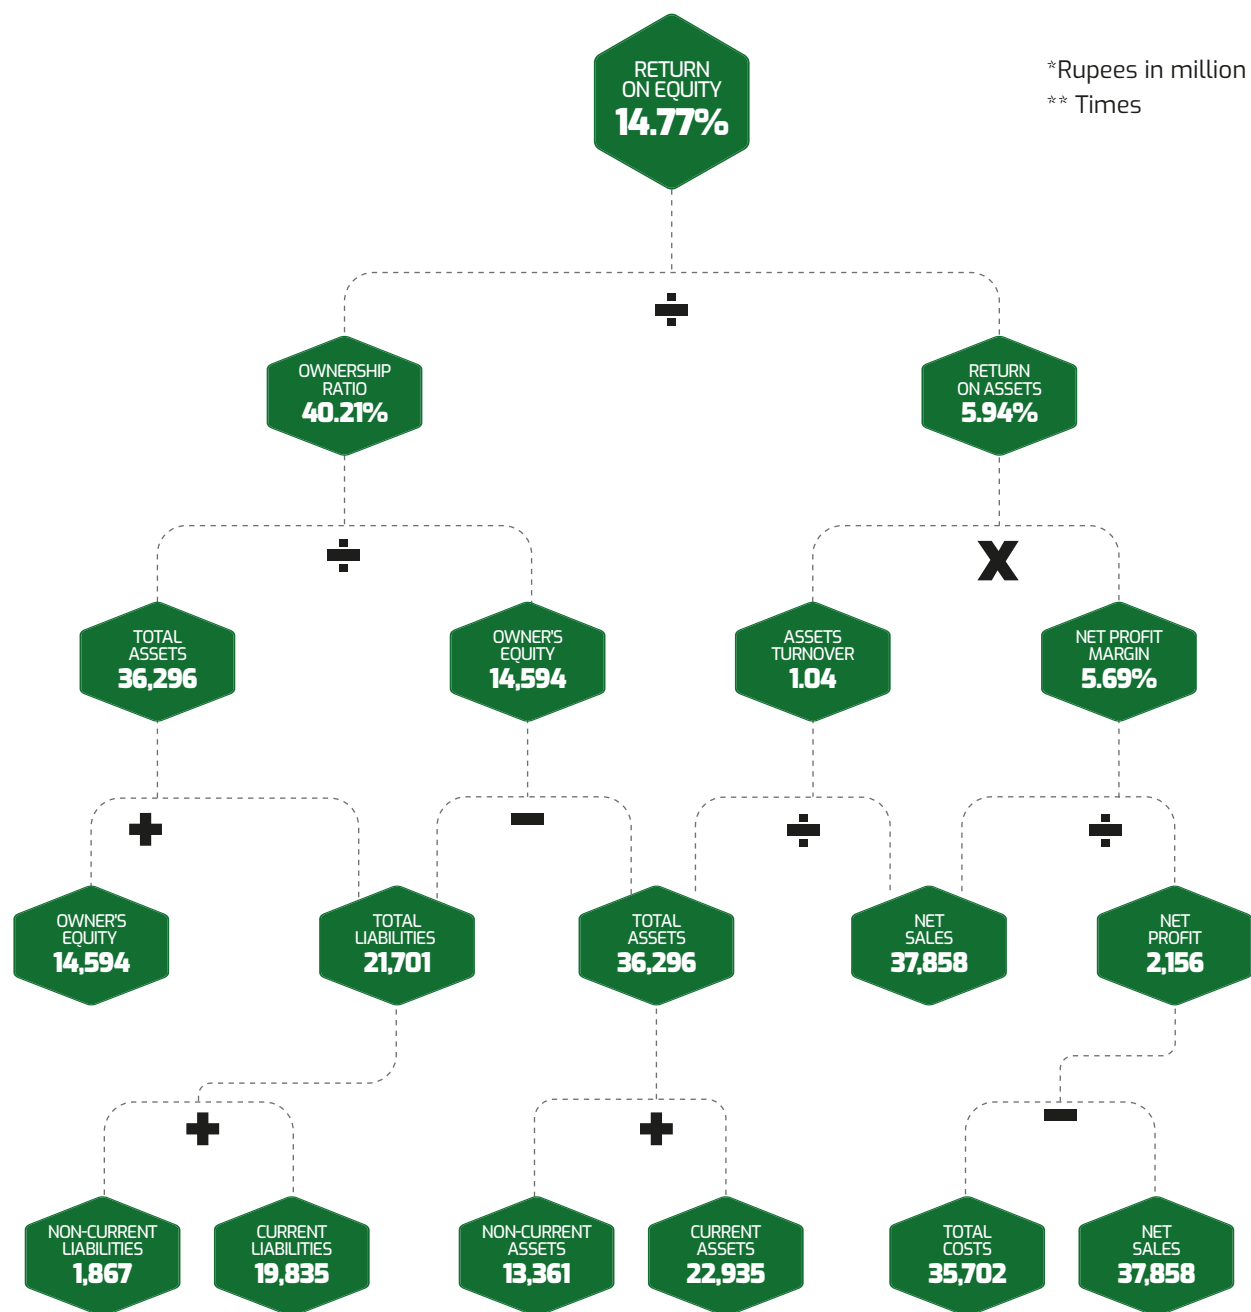 RETURN
ON EQUITY
14.77%
*Rupees in million
** Times
÷
OWNERSHIP
RATIO
40.21%
RETURN
ON ASSETS
5.94%
÷
X
TOTAL
ASSETS
36,296
OWNER'S
EQUITY
14,594
ASSETS
TURNOVER
1.04
NET PROFIT
MARGIN
5.69%
+
−
÷
÷
OWNER'S
EQUITY
14,594
TOTAL
LIABILITIES
21,701
TOTAL
ASSETS
36,296
NET
SALES
37,858
NET
PROFIT
2,156
+
+
−
NON-CURRENT
LIABILITIES
1,867
CURRENT
LIABILITIES
19,835
NON-CURRENT
ASSETS
13,361
CURRENT
ASSETS
22,935
TOTAL
COSTS
35,702
NET
SALES
37,858